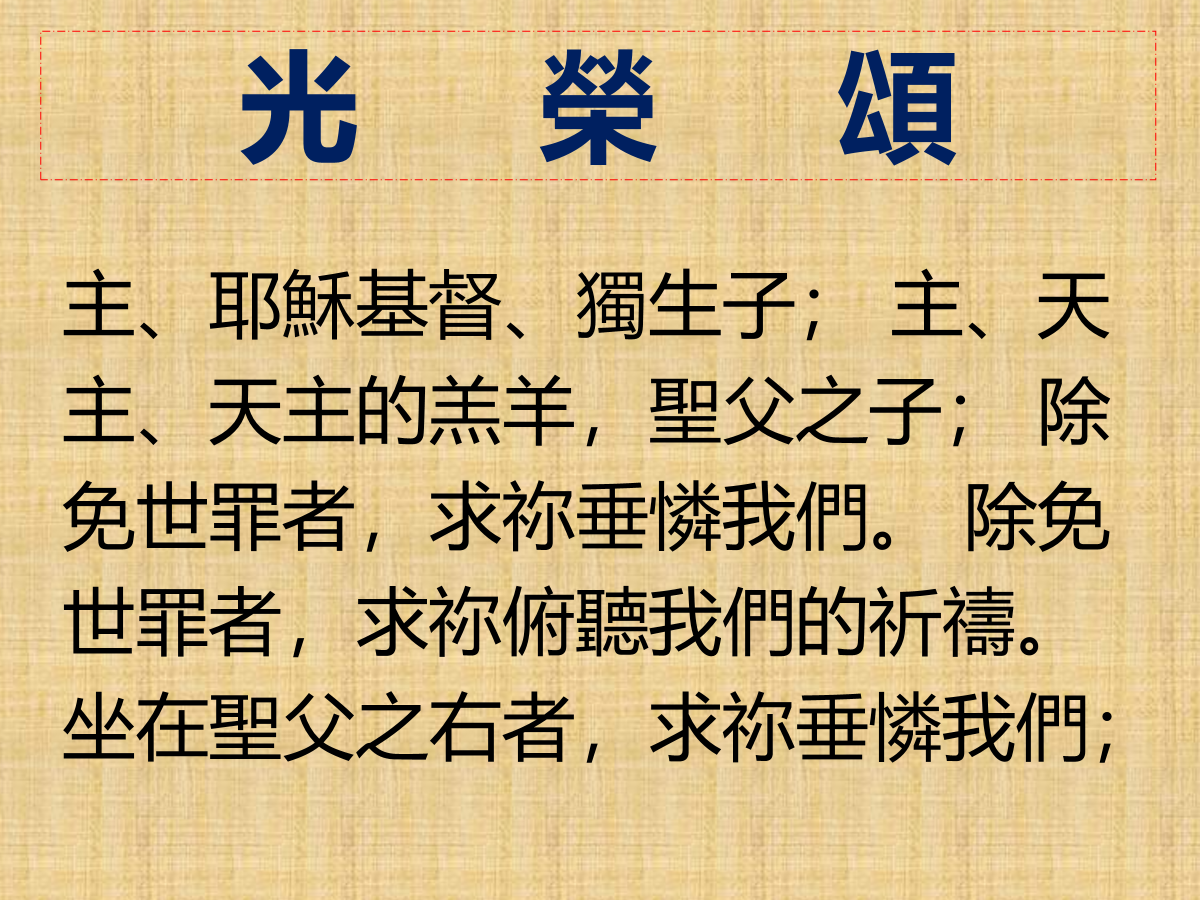 光 榮 頌
主、耶穌基督、獨生子； 主、天
主、天主的羔羊，聖父之子； 除
免世罪者，求祢垂憐我們。 除免
世罪者，求祢俯聽我們的祈禱。
坐在聖父之右者，求祢垂憐我們；